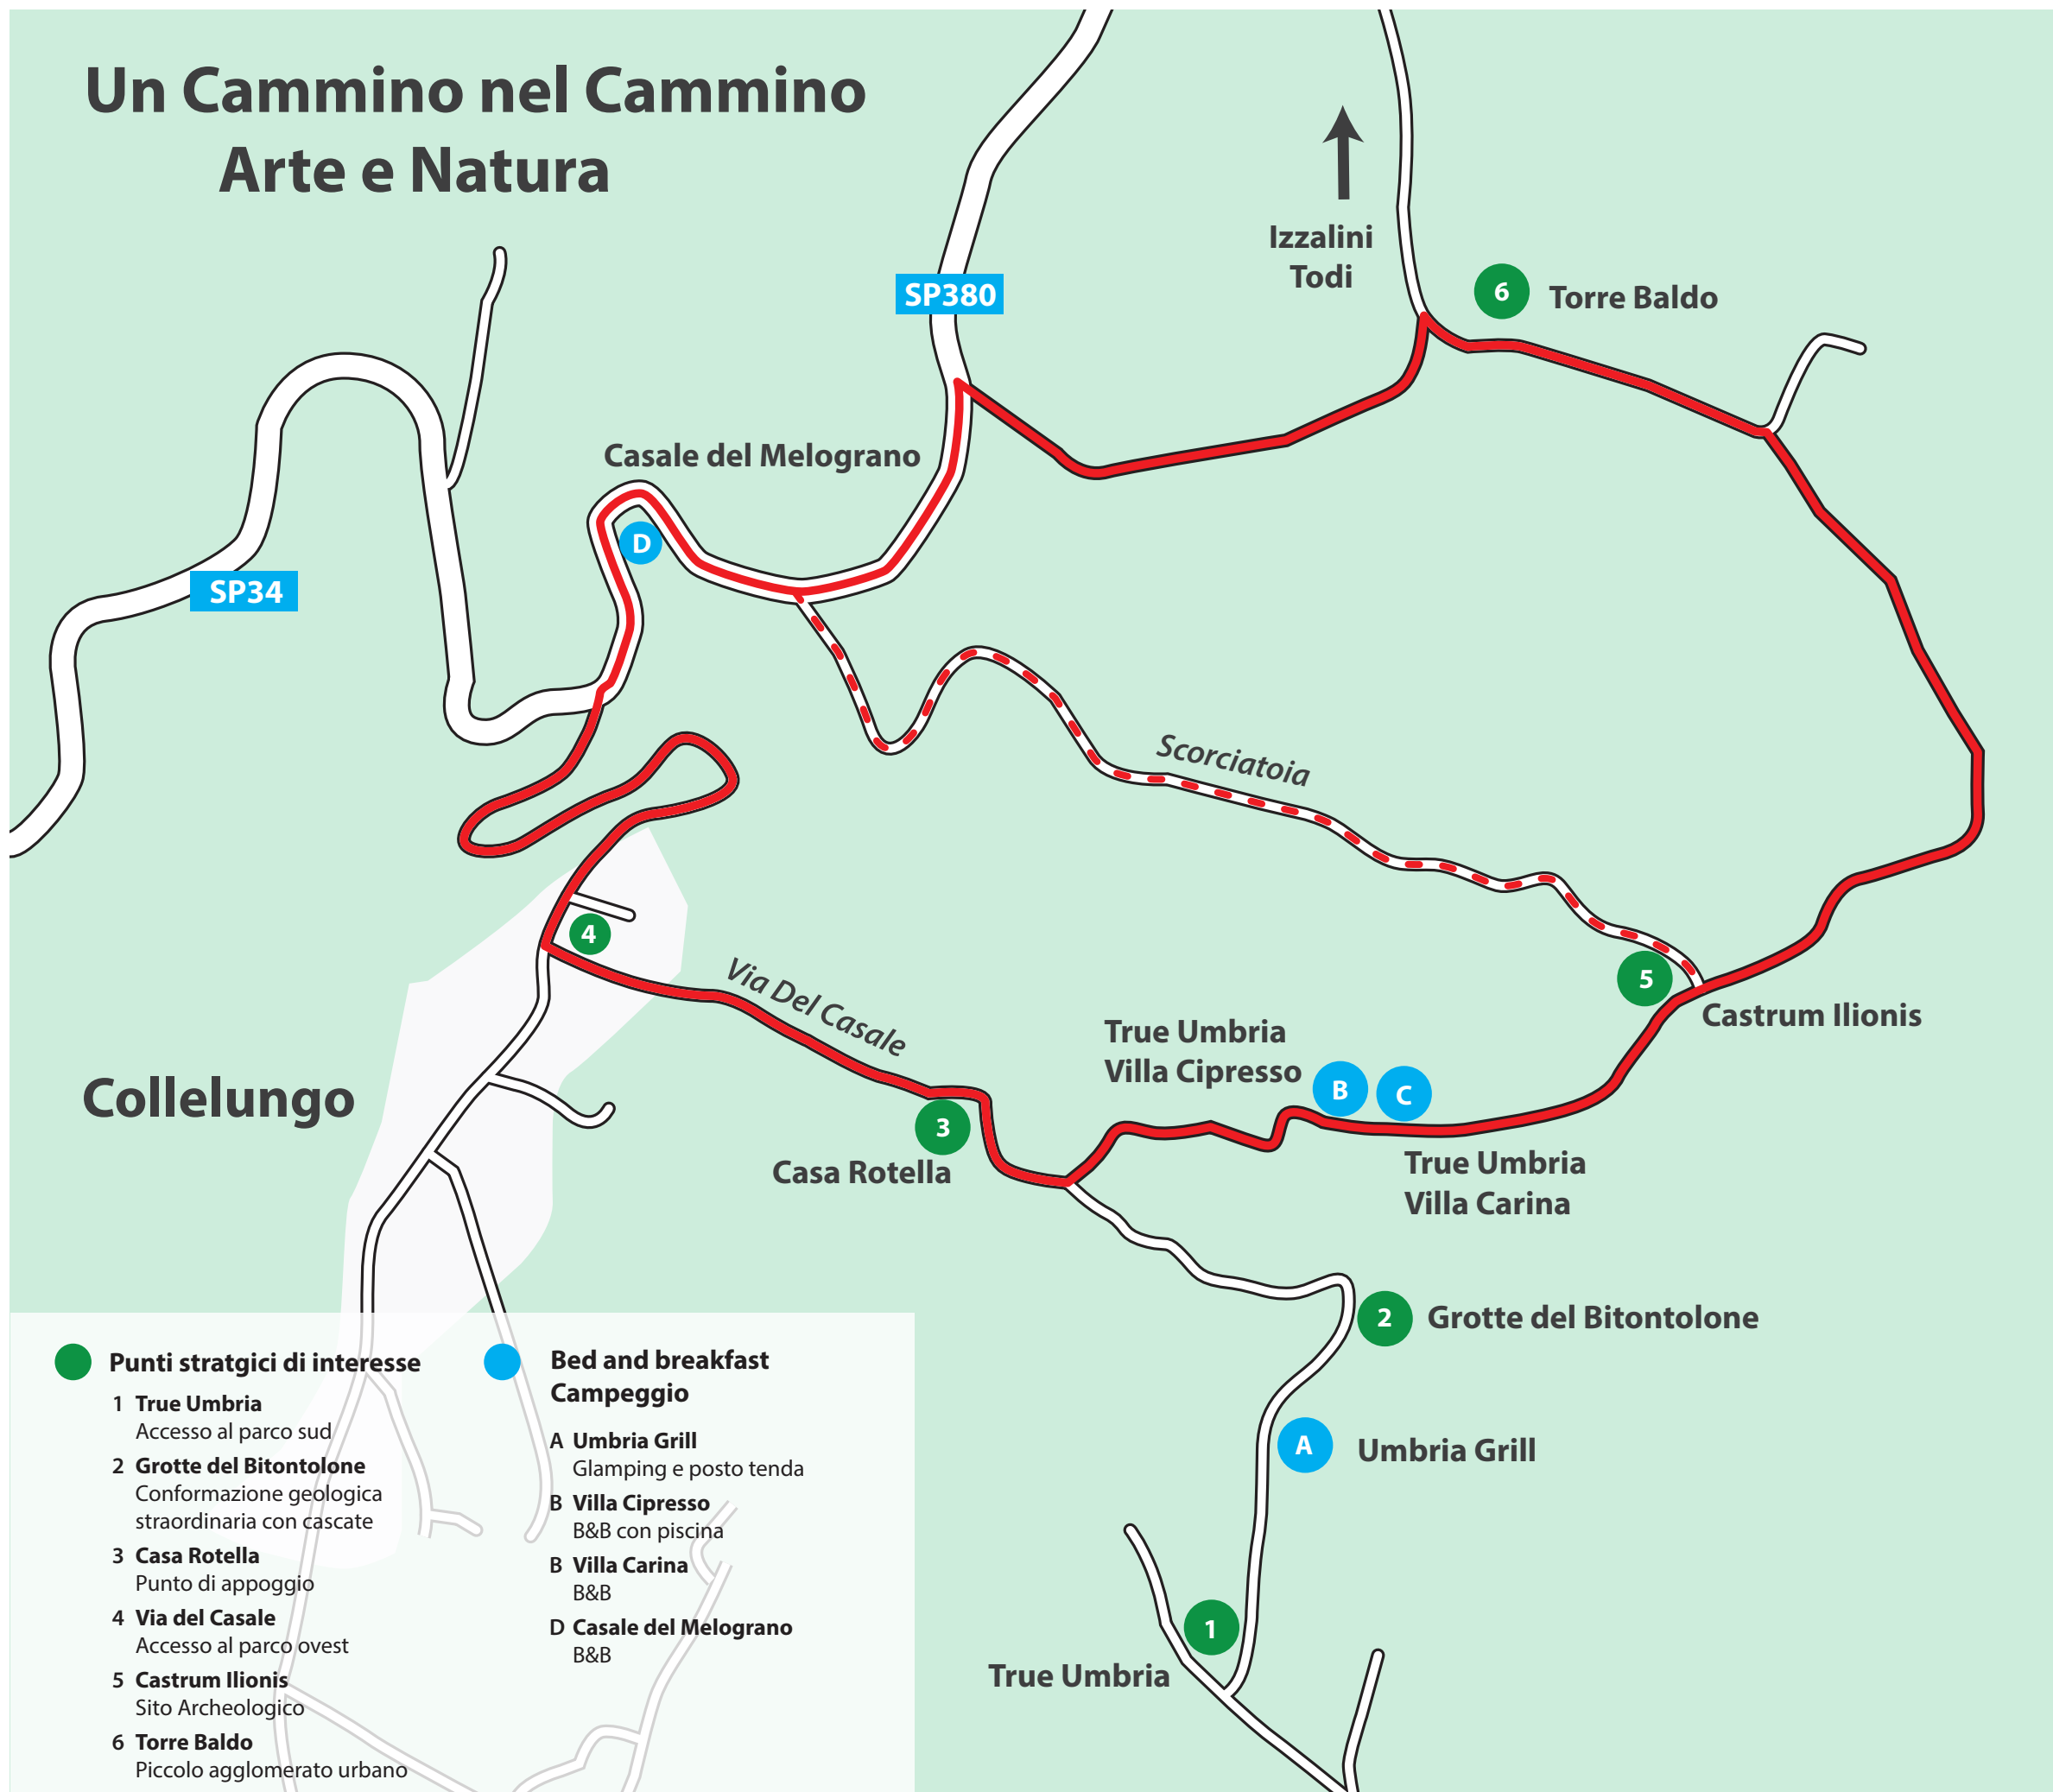 Un Cammino nel Cammino
Arte e Natura
Izzalini
Todi
SP380
6
Torre Baldo
Casale del Melograno
D
SP34
Scorciatoia
4
Via Del Casale
5
Castrum Ilionis
True Umbria
Villa Cipresso
B
C
Collelungo
3
Casa Rotella
True Umbria
Villa Carina
2
Grotte del Bitontolone
A
Umbria Grill
1
True Umbria
Punti stratgici di interesse
1 True Umbria
Accesso al parco sud
2 Grotte del Bitontolone
Conformazione geologica
straordinaria con cascate
3 Casa Rotella
Punto di appoggio
4 Via del Casale
Accesso al parco ovest
5 Castrum Ilionis
Sito Archeologico
6 Torre Baldo
Piccolo agglomerato urbano
Bed and breakfast
Campeggio
A Umbria Grill
Glamping e posto tenda
B Villa Cipresso
B&B con piscina
B Villa Carina
B&B
D Casale del Melograno
B&B